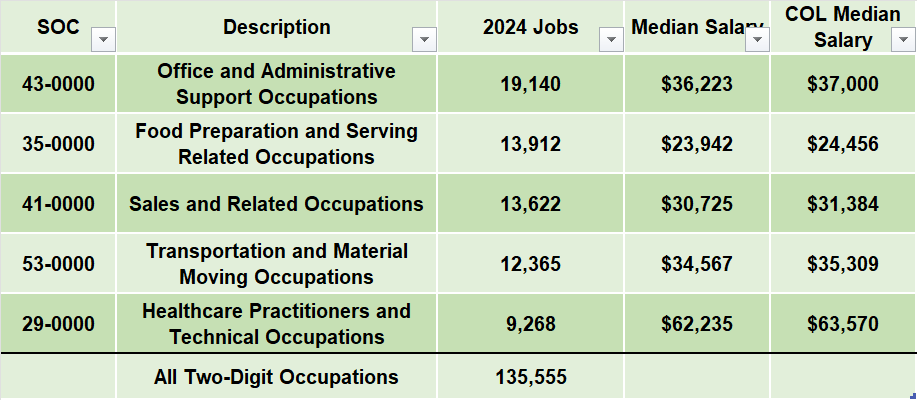 SOC Description 2024 Jobs Median Salary COL Median
Salary
43-0000 Office and Administrative
Support Occupations 19,140 $36,223 $37,000
35-0000 Food Preparation and Serving
Related Occupations 13,912 $23,942 $24,456
41-0000 Sales and Related Occupations 13,622 $30,725 $31,384
53-0000 Transportation and Material
Moving Occupations 12,365 $34,567 $35,309
29-0000 Healthcare Practitioners and
Technical Occupations 9,268 $62,235 $63,570
All Two-Digit Occupations 135,555